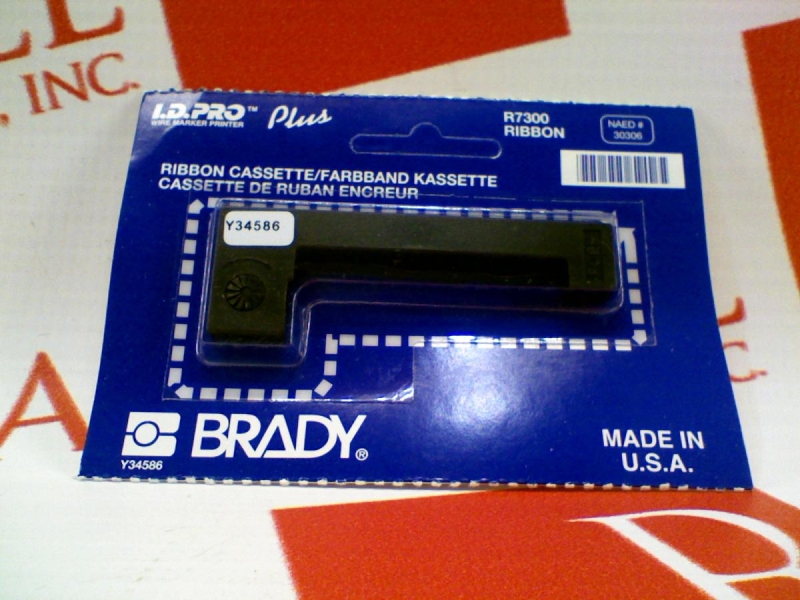 LL
, INC.
I.D.PRO™ Plus
WIRE MARKER PRINTER
R7300
RIBBON
NAED #
30306
RIBBON CASSETTE/FARBBAND KASSETTE
CASSETTE DE RUBAN ENCREUR
Y34586
A
BRADY®
Y34586
MADE IN
U.S.A.
R